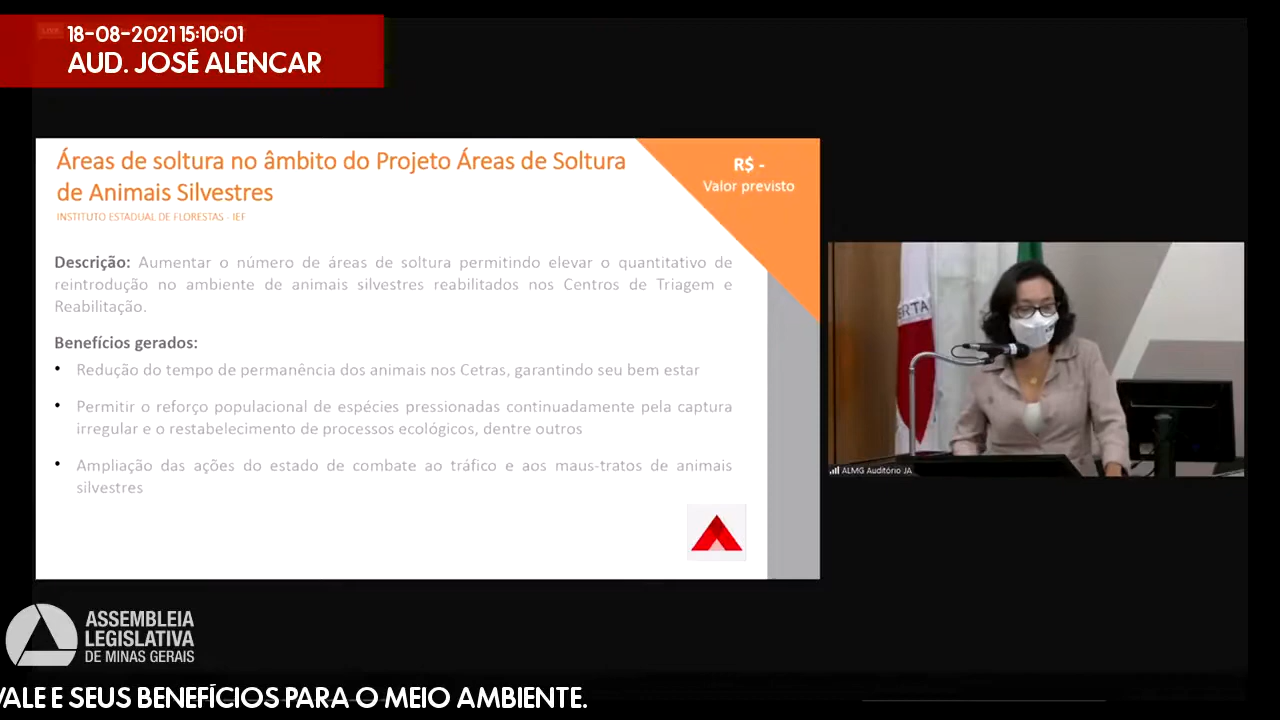 18-08-2021 15:10:01
AUD. JOSÉ ALENCAR
Áreas de soltura no âmbito do Projeto Áreas de Soltura
de Animais Silvestres
INSTITUTO ESTADUAL DE FLORESTAS - IEF
R$ -
Valor previsto
Descrição: Aumentar o número de áreas de soltura permitindo elevar o quantitativo de
reintrodução no ambiente de animais silvestres reabilitados nos Centros de Triagem e
Reabilitação.
Benefícios gerados:
• Redução do tempo de permanência dos animais nos Cetras, garantindo seu bem estar
• Permitir o reforço populacional de espécies pressionadas continuadamente pela captura
irregular e o restabelecimento de processos ecológicos, dentre outros
• Ampliação das ações do estado de combate ao tráfico e aos maus-tratos de animais
silvestres
ALMG Auditório JA
ASSEMBLEIA
LEGISLATIVA
DE MINAS GERAIS
VALE E SEUS BENEFÍCIOS PARA O MEIO AMBIENTE.